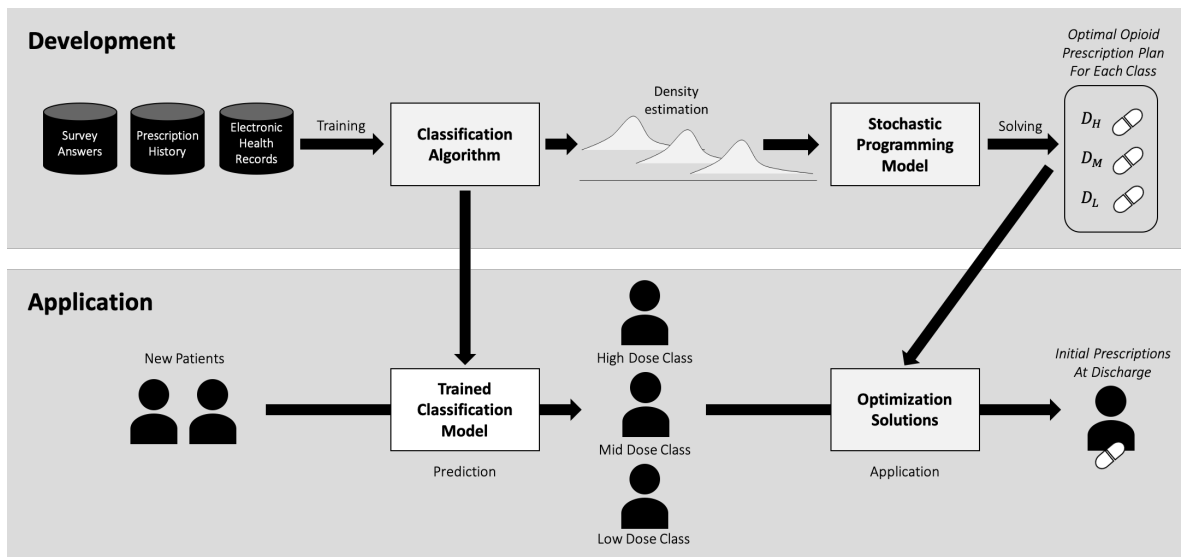 Development
Survey
Answers
Prescription
History
Electronic
Health
Records
Training
Classification
Algorithm
Density
estimation
Stochastic
Programming
Model
Solving
Optimal Opioid
Prescription Plan
For Each Class
D_H
D_M
D_L
Application
New Patients
Trained
Classification
Model
Prediction
High Dose Class
Mid Dose Class
Low Dose Class
Optimization
Solutions
Application
Initial Prescriptions
At Discharge